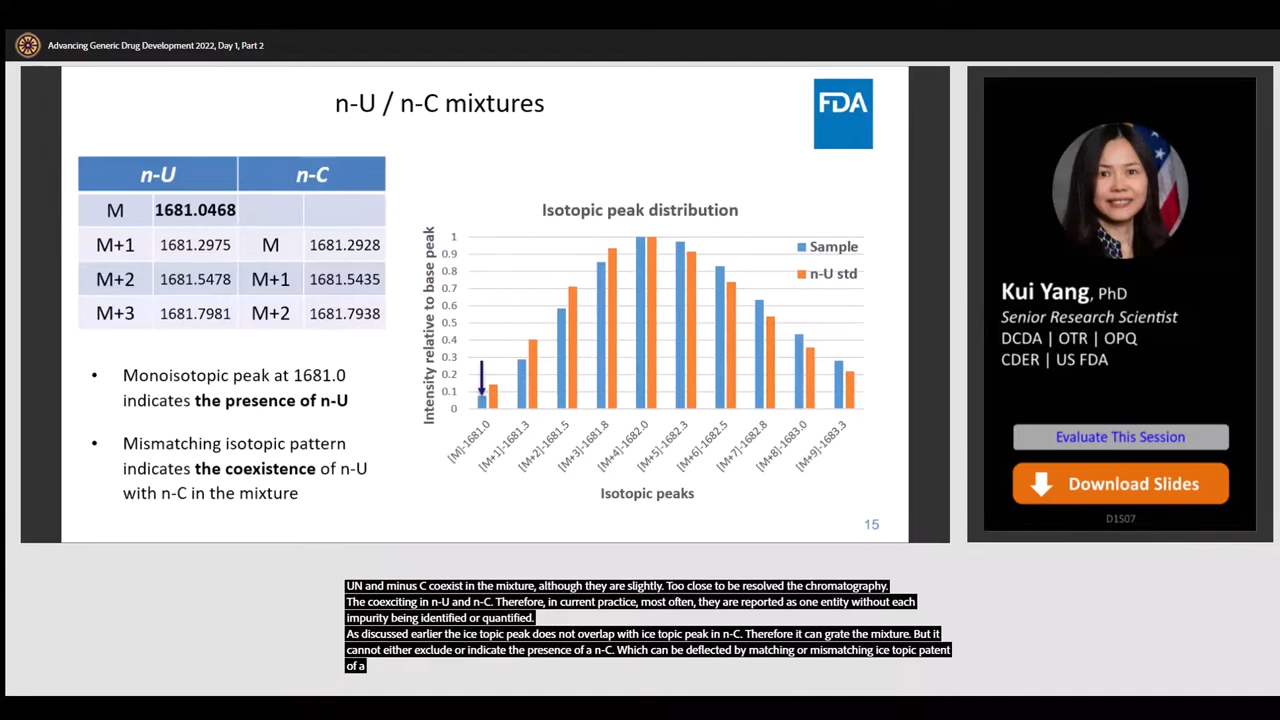 Advancing Generic Drug Development 2022, Day 1, Part 2
n-U / n-C mixtures
FDA
n-U n-C
M 1681.0468
M+1 1681.2975 M 1681.2928
M+2 1681.5478 M+1 1681.5435
M+3 1681.7981 M+2 1681.7938
• Monoisotopic peak at 1681.0
indicates the presence of n-U
• Mismatching isotopic pattern
indicates the coexistence of n-U
with n-C in the mixture
Isotopic peak distribution
Intensity relative to base peak
1
0.9
0.8
0.7
0.6
0.5
0.4
0.3
0.2
0.1
0
Sample
n-U std
[M]-1681.0
[M+1]-1681.3
[M+2]-1681.5
[M+3]-1681.8
[M+4]-1682.0
[M+5]-1682.3
[M+6]-1682.5
[M+7]-1682.8
[M+8]-1683.0
[M+9]-1683.3
Isotopic peaks
15
Kui Yang, PhD
Senior Research Scientist
DCDA | OTR | OPQ
CDER | US FDA
Evaluate This Session
Download Slides
D1S07
UN and minus C coexist in the mixture, although they are slightly. Too close to be resolved the chromatography.
The coexciting in n-U and n-C. Therefore, in current practice, most often, they are reported as one entity without each
impurity being identified or quantified.
As discussed earlier the ice topic peak does not overlap with ice topic peak in n-C. Therefore it can grate the mixture. But it
cannot either exclude or indicate the presence of a n-C. Which can be deflected by matching or mismatching ice topic patent
of a